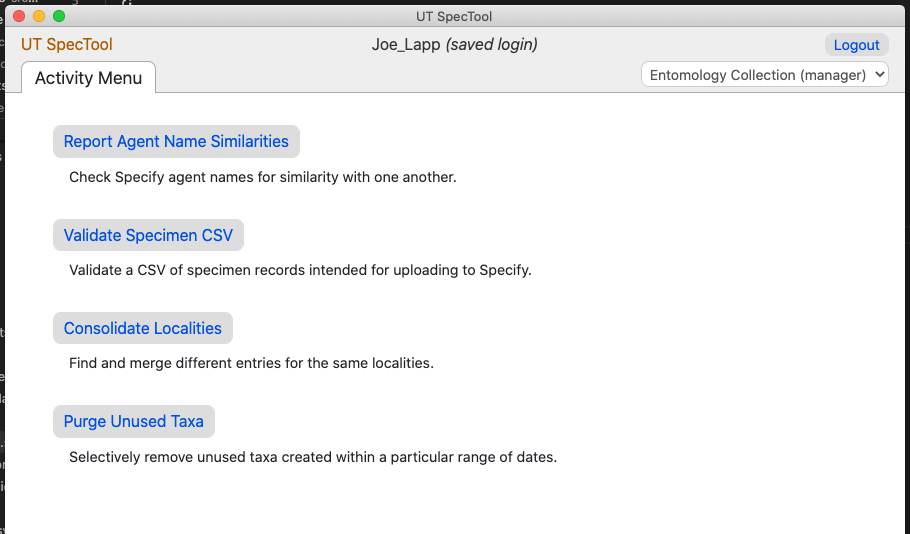 UT SpecTool
UT SpecTool
Joe_Lapp (saved login)
Logout
Activity Menu
Entomology Collection (manager)
Report Agent Name Similarities
Check Specify agent names for similarity with one another.
Validate Specimen CSV
Validate a CSV of specimen records intended for uploading to Specify.
Consolidate Localities
Find and merge different entries for the same localities.
Purge Unused Taxa
Selectively remove unused taxa created within a particular range of dates.